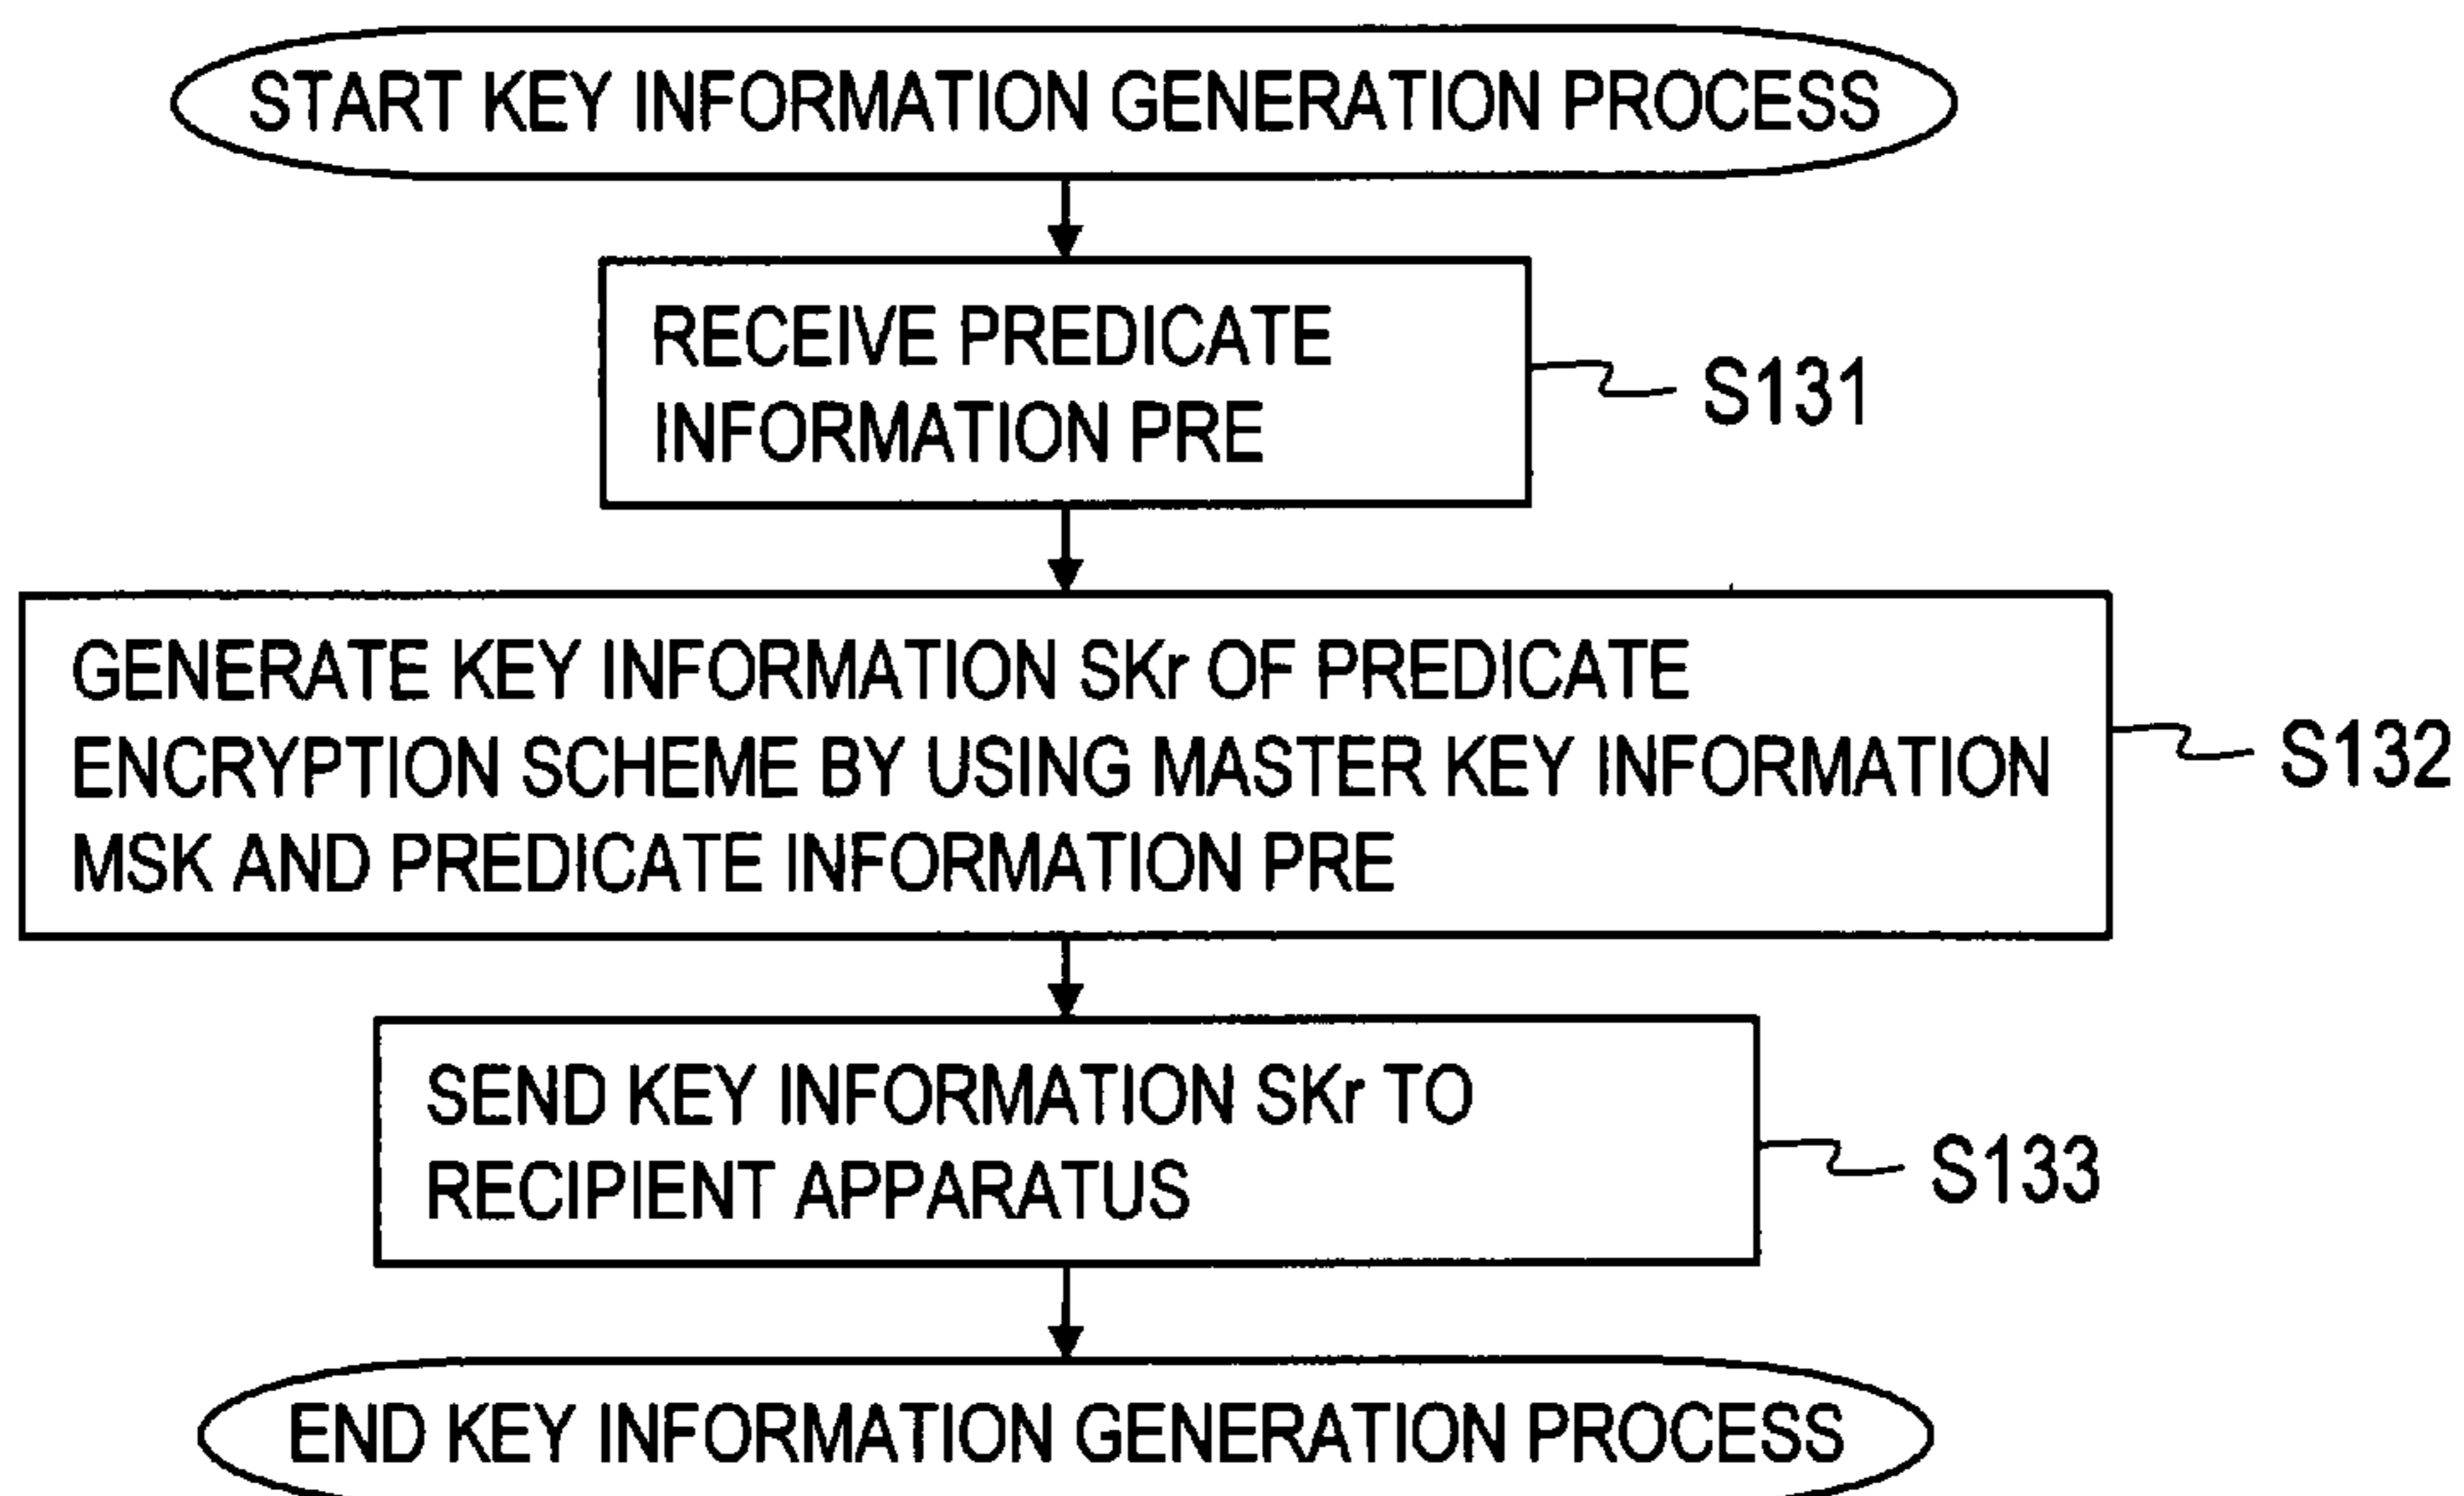 START KEY INFORMATION GENERATION PROCESS
RECEIVE PREDICATE
INFORMATION PRE
S131
GENERATE KEY INFORMATION SKr OF PREDICATE
ENCRYPTION SCHEME BY USING MASTER KEY INFORMATION
MSK AND PREDICATE INFORMATION PRE
S132
SEND KEY INFORMATION SKr TO
RECIPIENT APPARATUS
S133
END KEY INFORMATION GENERATION PROCESS